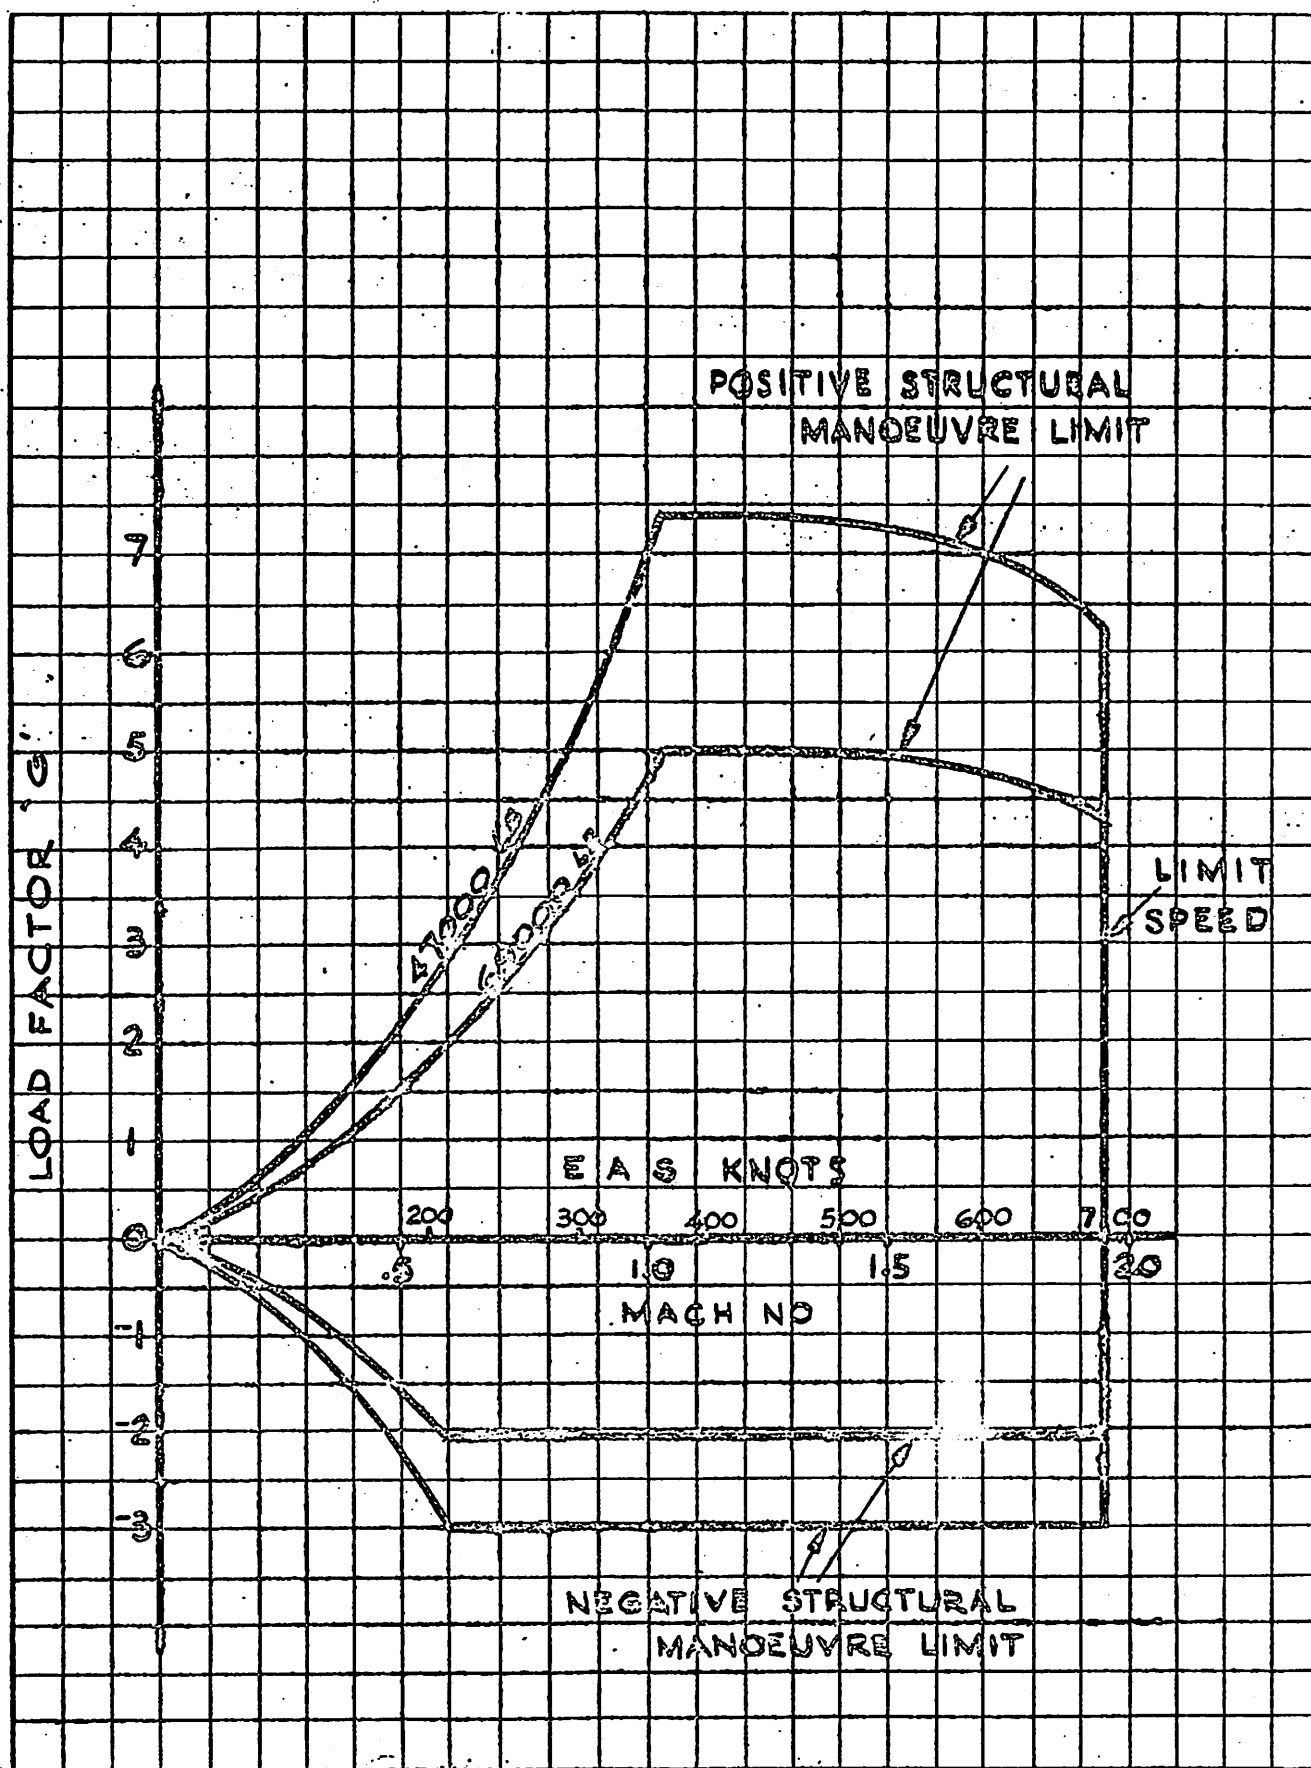 POSITIVE STRUCTURAL
MANOEUVRE LIMIT
7
6
5
4
3
2
1
0
-1
-2
-3
LOAD FACTOR 'G'
47000 LB
LB
LIMIT
SPEED
E A S KNOTS
200 300 400 500 600 700
.5 1.0 1.5 2.0
MACH NO
NEGATIVE STRUCTURAL
MANOEUVRE LIMIT